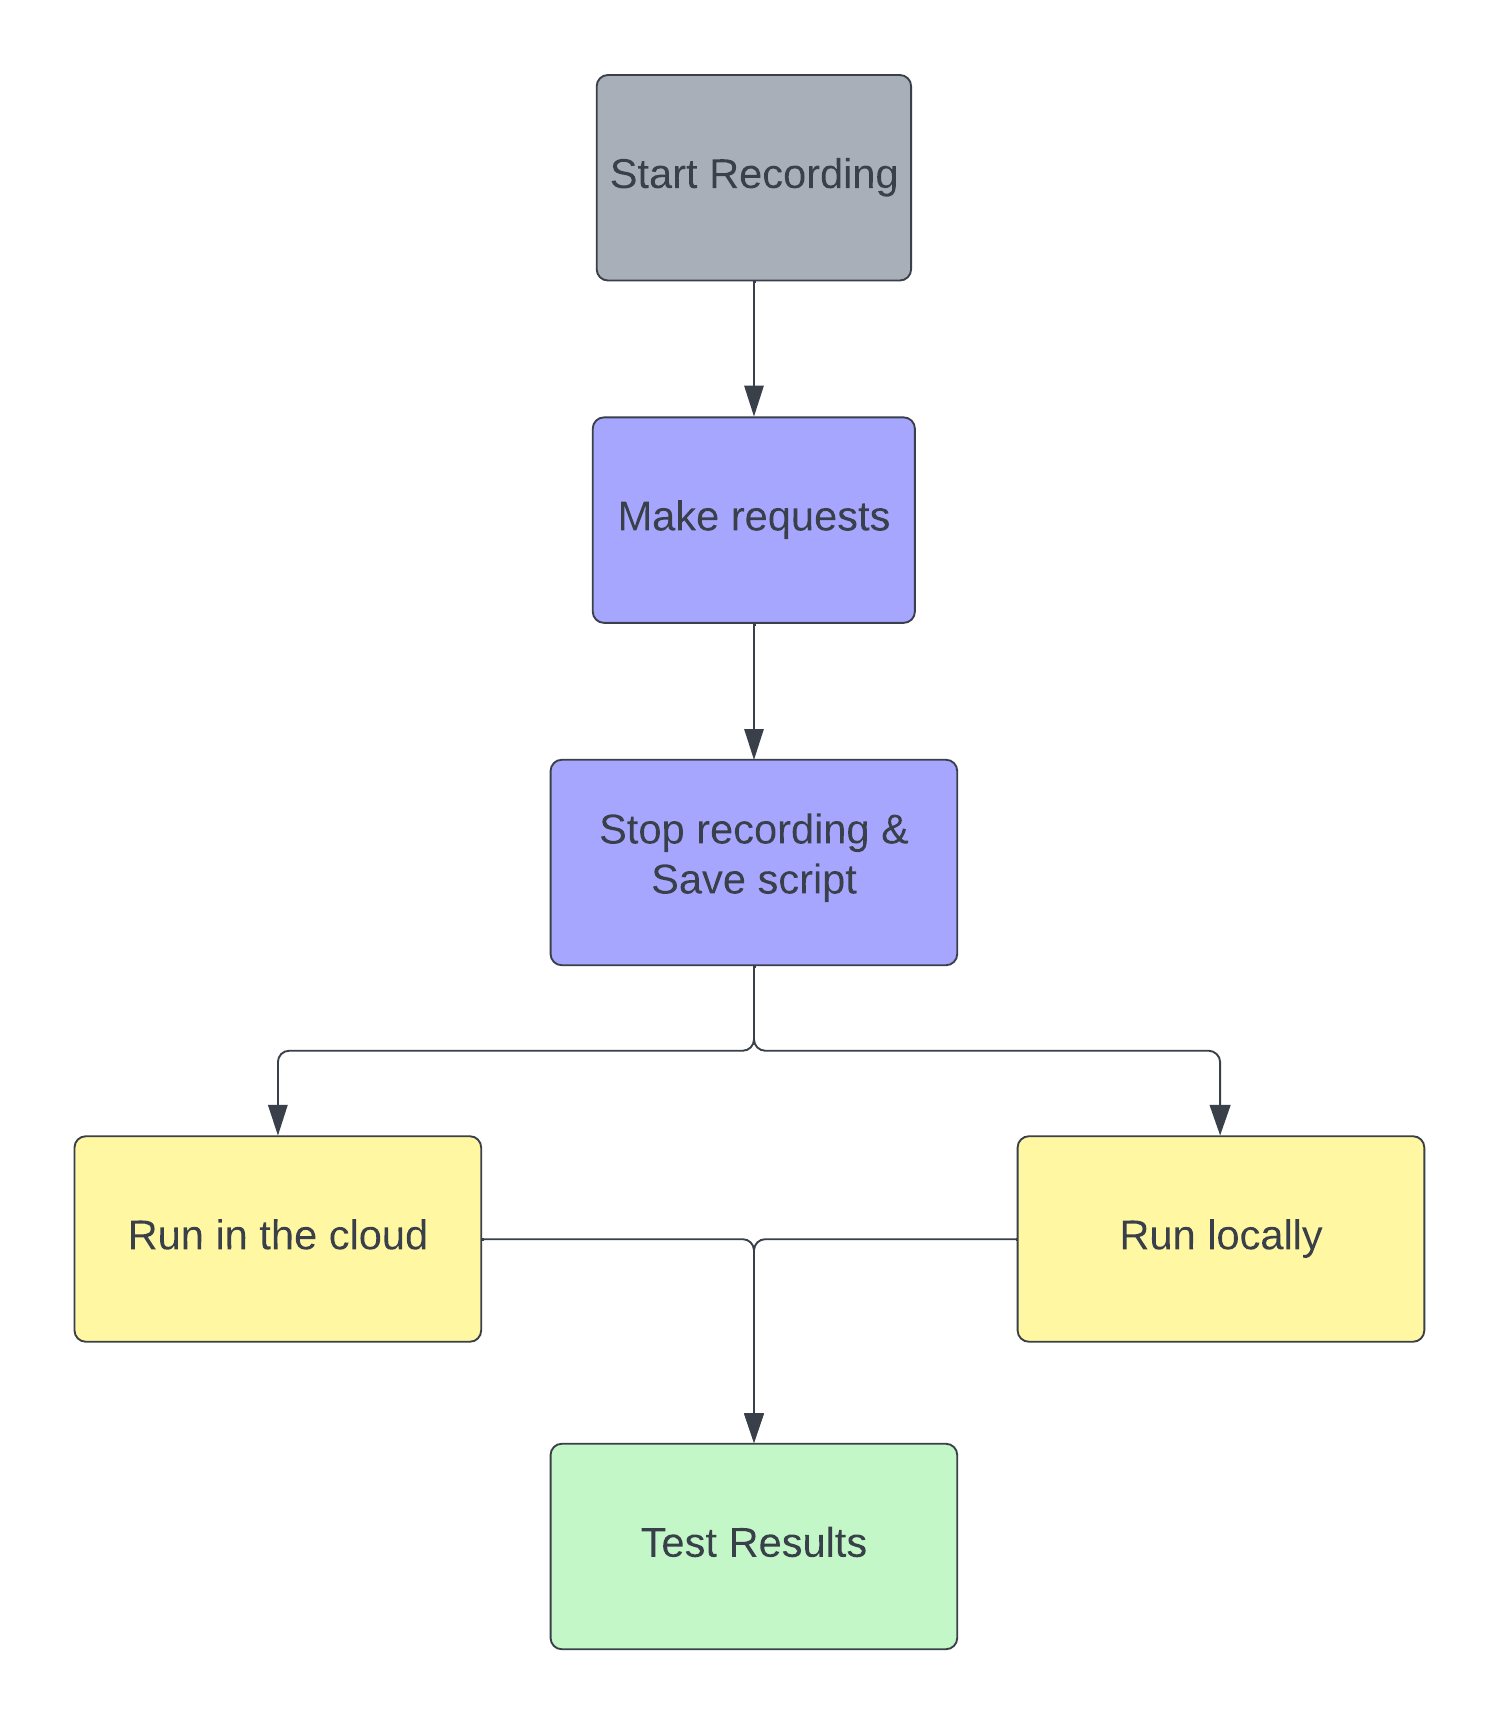 Start Recording
Make requests
Stop recording &
Save script
Run in the cloud
Run locally
Test Results